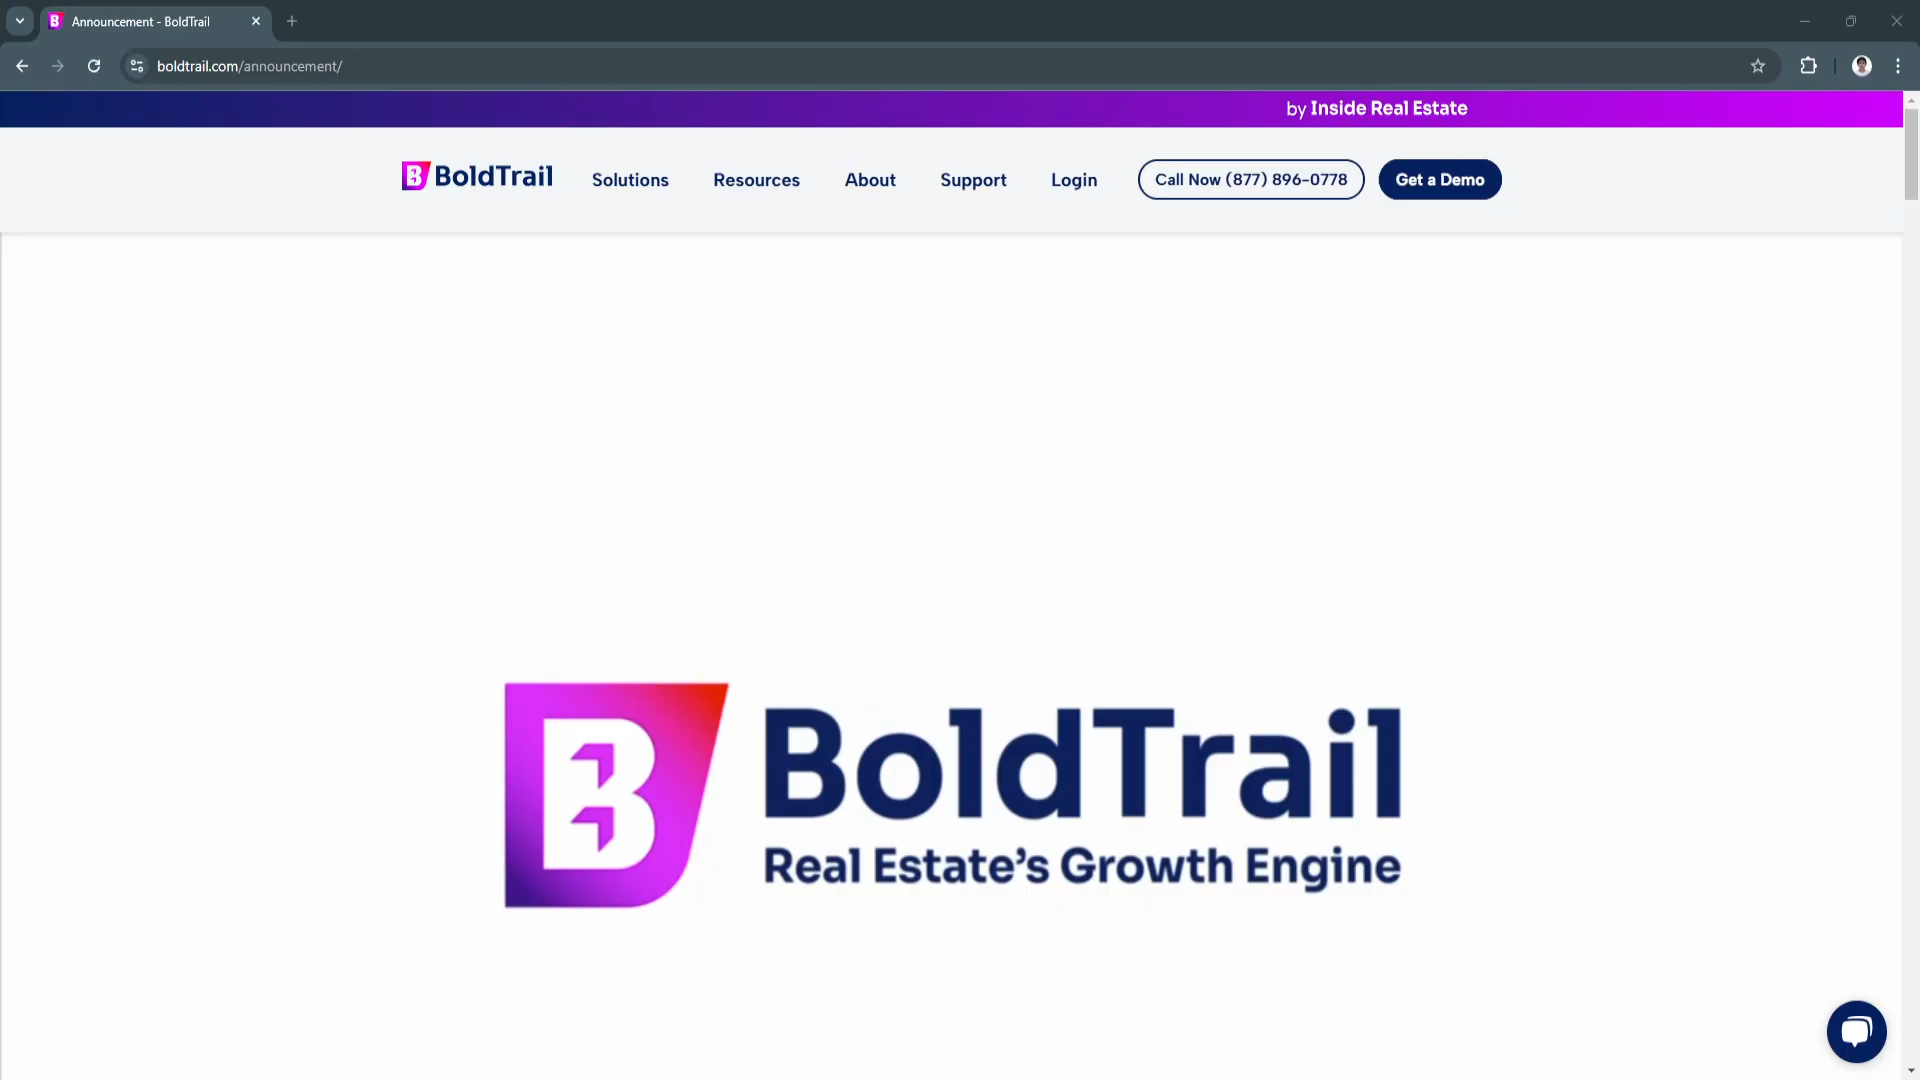 Announcement - BoldTrail
boldtrail.com/announcement/
by Inside Real Estate
BoldTrail
Solutions
Resources
About
Support
Login
Call Now (877) 896-0778
Get a Demo
BoldTrail
Real Estate’s Growth Engine